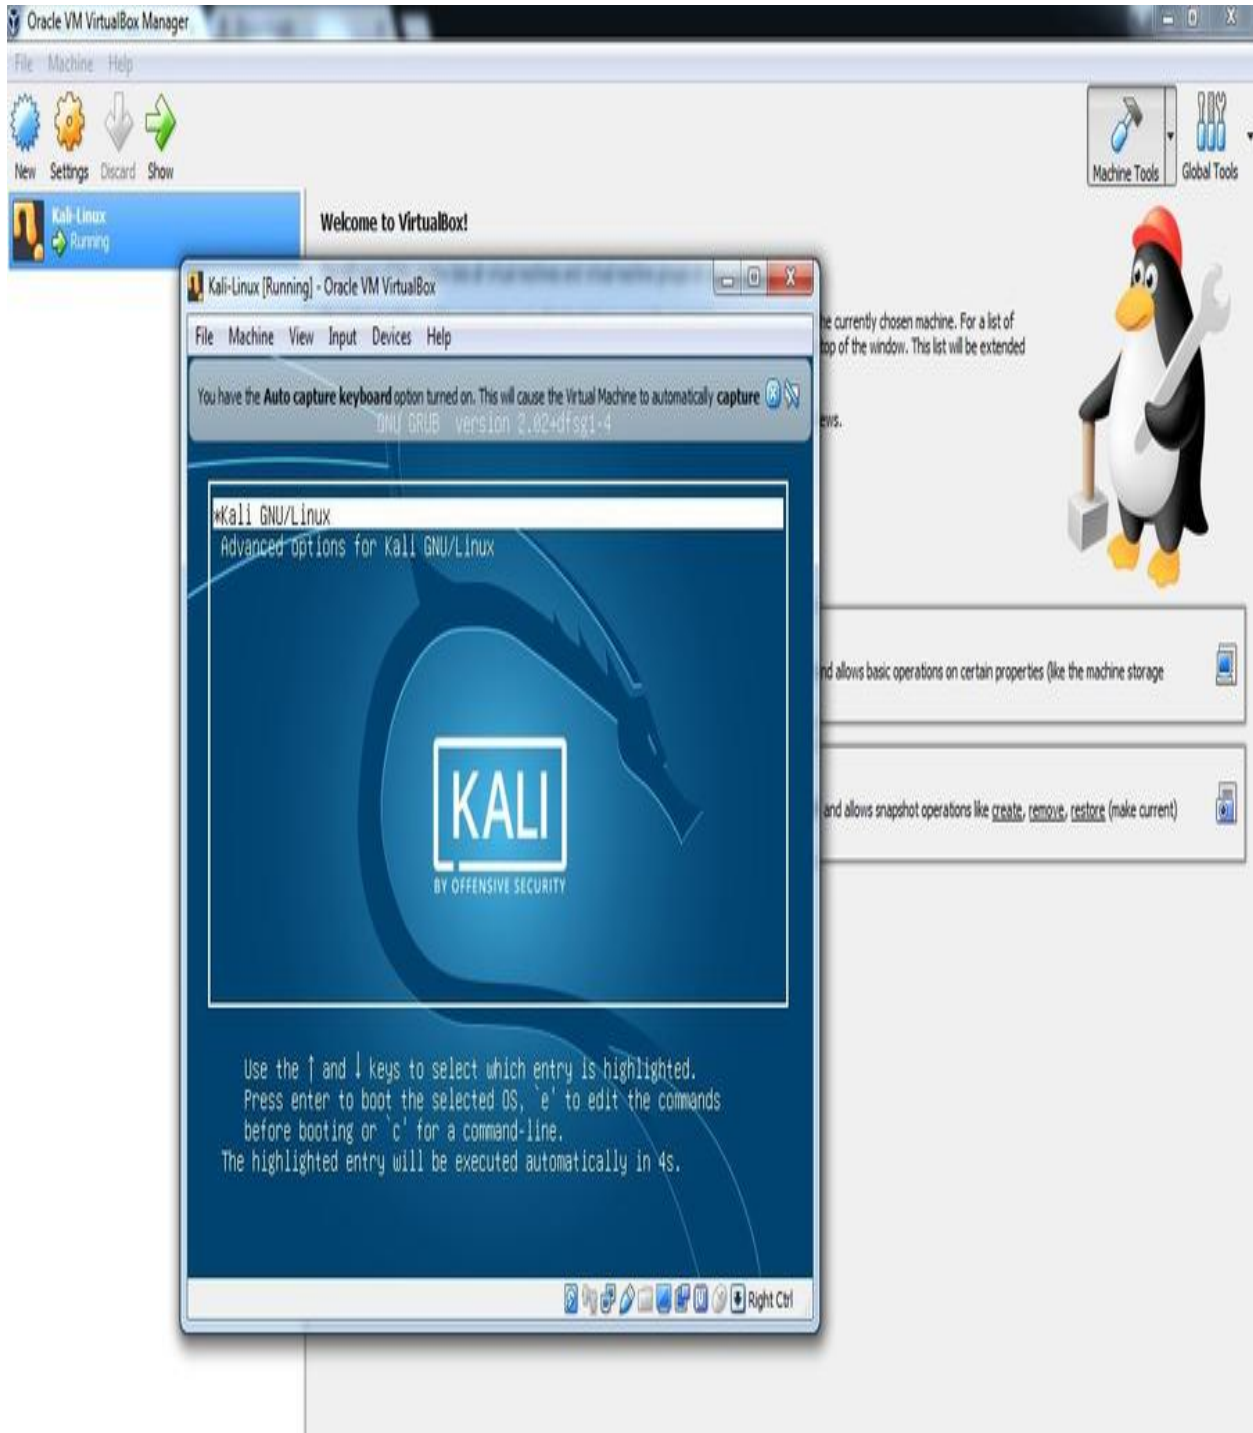 Oracle VM VirtualBox Manager
File Machine Help
New Settings Discard Show
Machine Tools
Global Tools
Kali-Linux
Running
Welcome to VirtualBox!
he currently chosen machine. For a list of
top of the window. This list will be extended
ews.
nd allows basic operations on certain properties (like the machine storage
and allows snapshot operations like create, remove, restore (make current)
Kali-Linux [Running] - Oracle VM VirtualBox
File Machine View Input Devices Help
You have the Auto capture keyboard option turned on. This will cause the Virtual Machine to automatically capture
GNU GRUB version 2.02+dfsg1-4
*Kali GNU/Linux
Advanced options for Kali GNU/Linux
KALI
BY OFFENSIVE SECURITY
Use the ↑ and ↓ keys to select which entry is highlighted.
Press enter to boot the selected OS, `e' to edit the commands
before booting or `c' for a command-line.
The highlighted entry will be executed automatically in 4s.
Right Ctrl